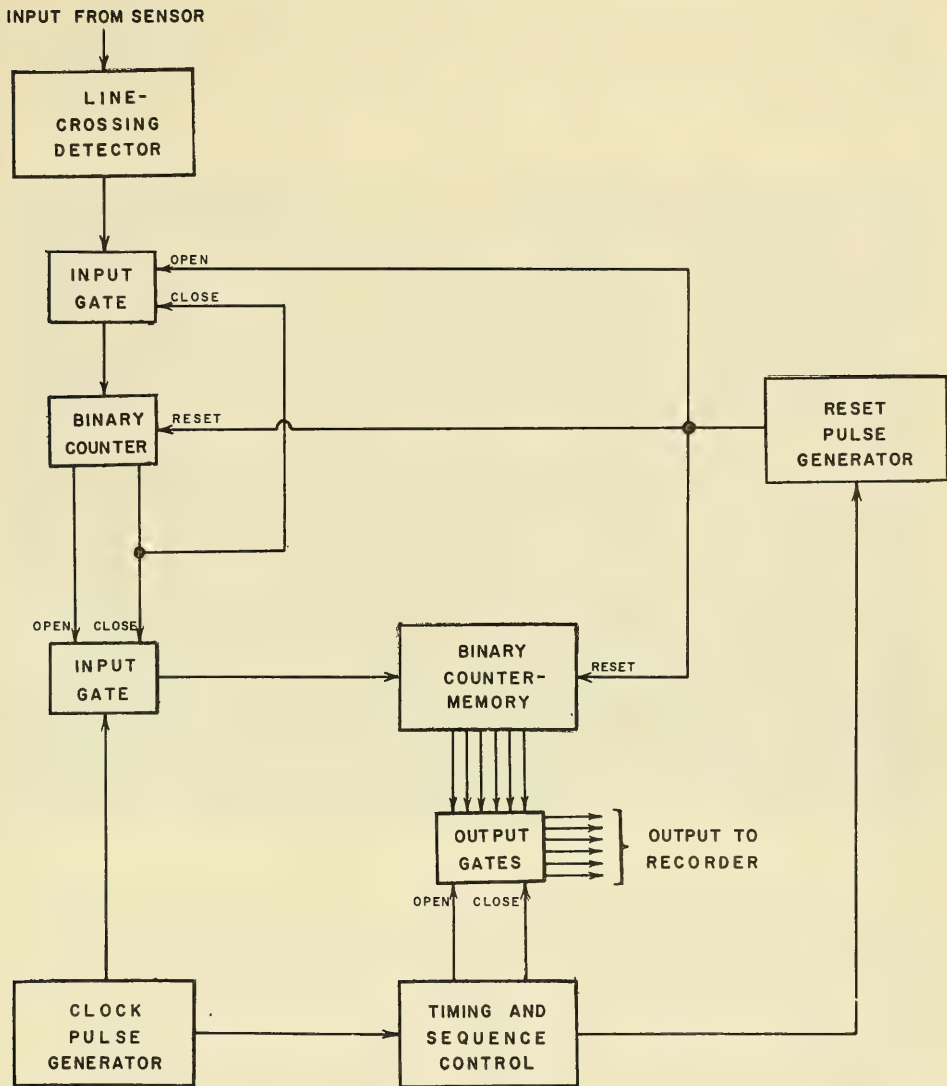 INPUT FROM SENSOR
LINE-
CROSSING
DETECTOR
INPUT
GATE
OPEN
CLOSE
BINARY
COUNTER
RESET
RESET
PULSE
GENERATOR
OPEN CLOSE
INPUT
GATE
BINARY
COUNTER-
MEMORY
RESET
OUTPUT
GATES
OUTPUT TO
RECORDER
OPEN CLOSE
CLOCK
PULSE
GENERATOR
TIMING AND
SEQUENCE
CONTROL